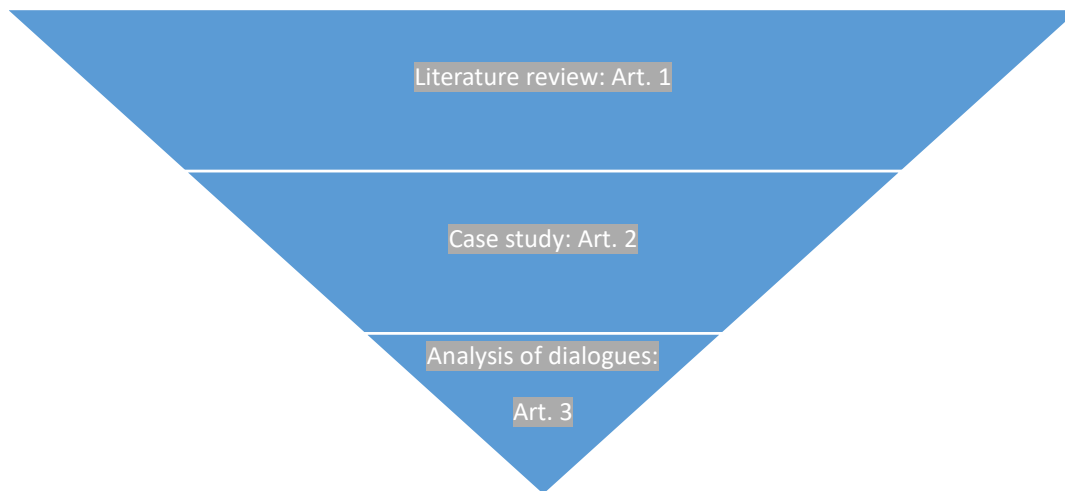 Literature review: Art. 1
Case study: Art. 2
Analysis of dialogues:
Art. 3